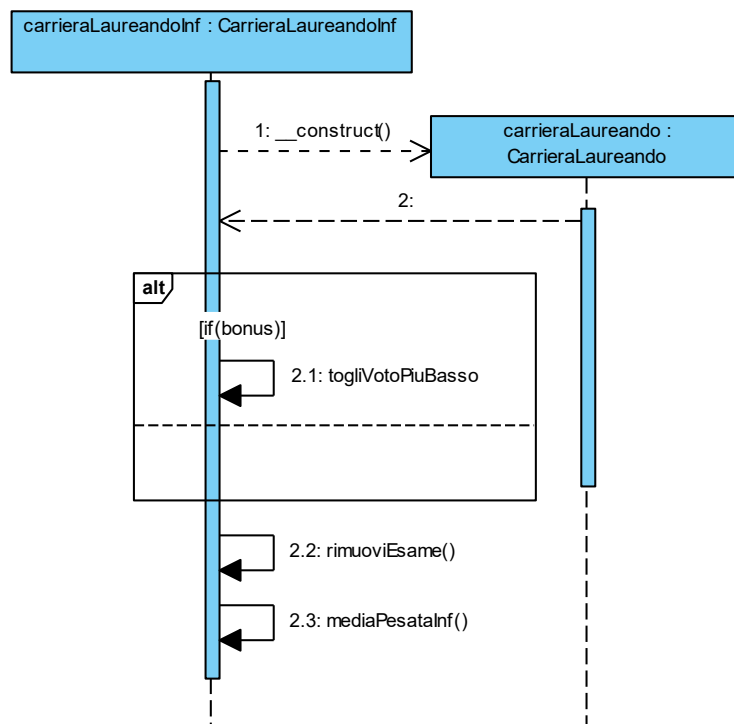 carrieraLaureandoInf : CarrieraLaureandoInf
1: __construct()
carrieraLaureando :
CarrieraLaureando
2:
alt
[if(bonus)]
2.1: togliVotoPiuBasso
2.2: rimuoviEsame()
2.3: mediaPesataInf()